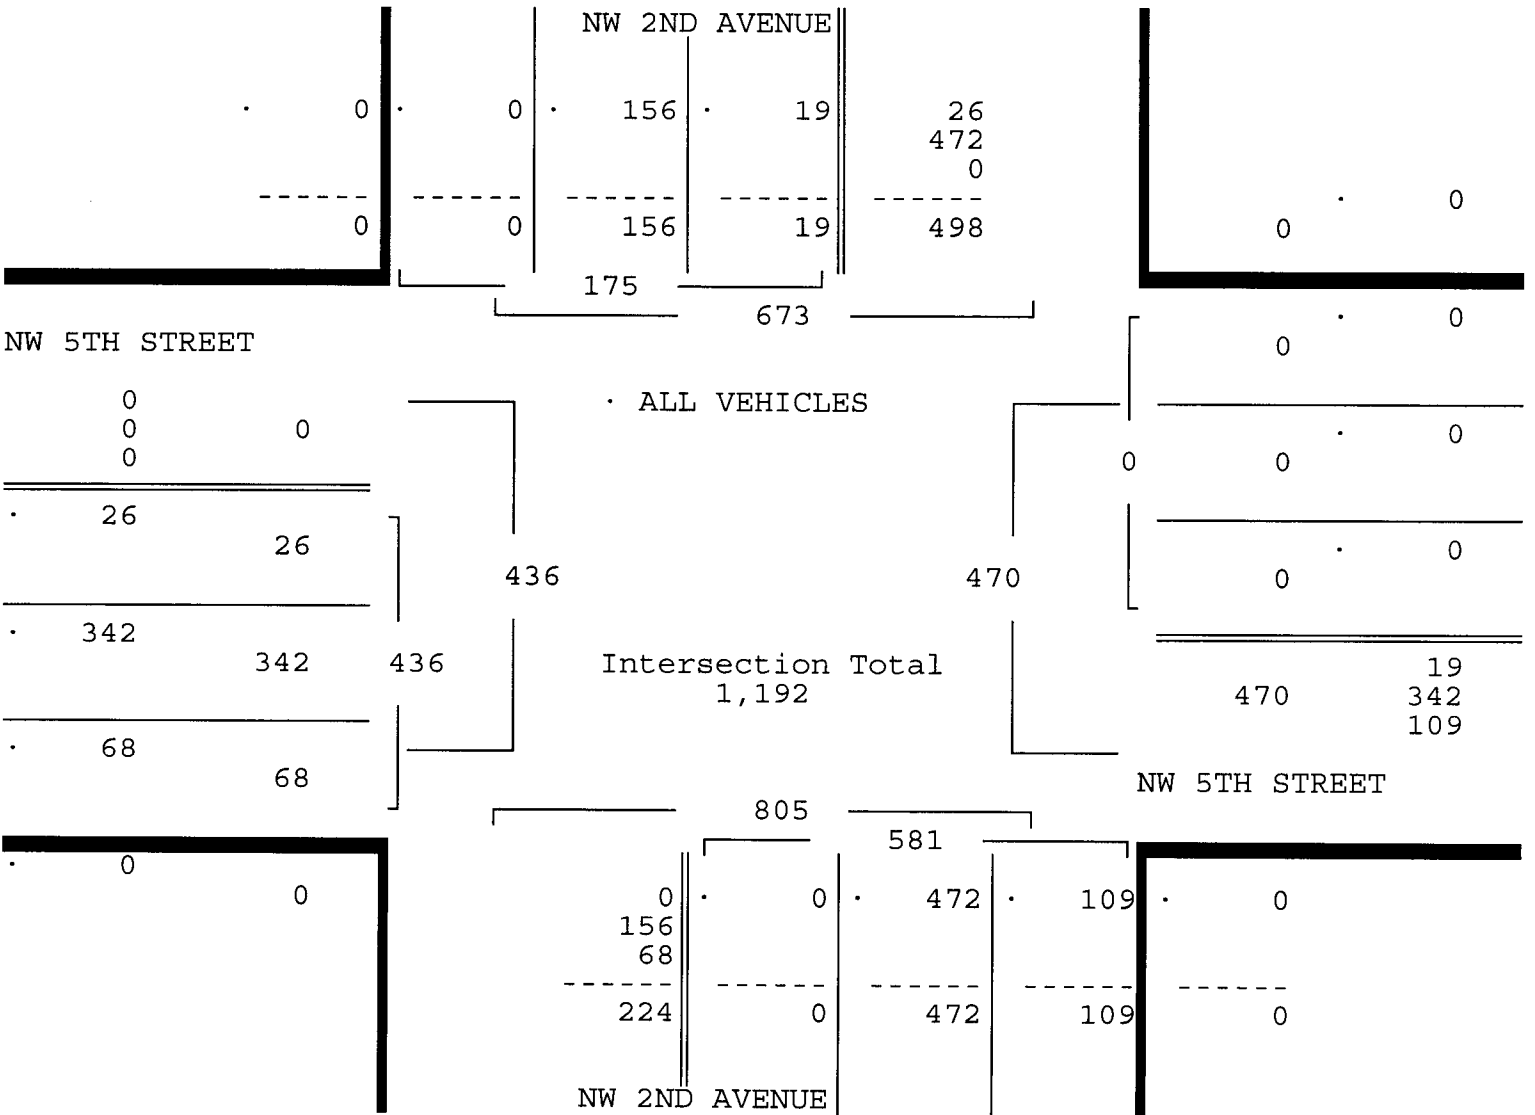 NW 2ND AVENUE
· 0 · 0 · 156 · 19 26
472
0
------ ------ ------ ------ ------
0 0 156 19 498
· 0
0
175
673
NW 5TH STREET
· 0
0
· ALL VEHICLES
0
0 0
0
· 0
0 0
· 26
26
· 0
0
436
470
· 342
342 436
Intersection Total
1,192
19
470 342
109
· 68
68
NW 5TH STREET
805
581
· 0
0
0 · 0 · 472 · 109 · 0
156
68
------ ------ ------ ------ ------
224 0 472 109 0
NW 2ND AVENUE